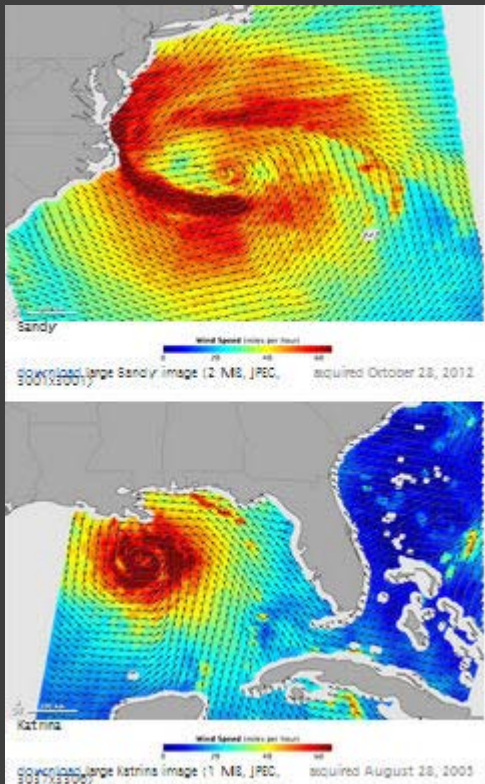 Sandy
Wind Speed (miles per hour)
0 20 40 60
download large Sandy image (2 MB, JPEG, acquired October 28, 2012
3001x3001)
Katrina
Wind Speed (miles per hour)
0 20 40 60
download large Katrina image (1 MB, JPEG, acquired August 28, 2005